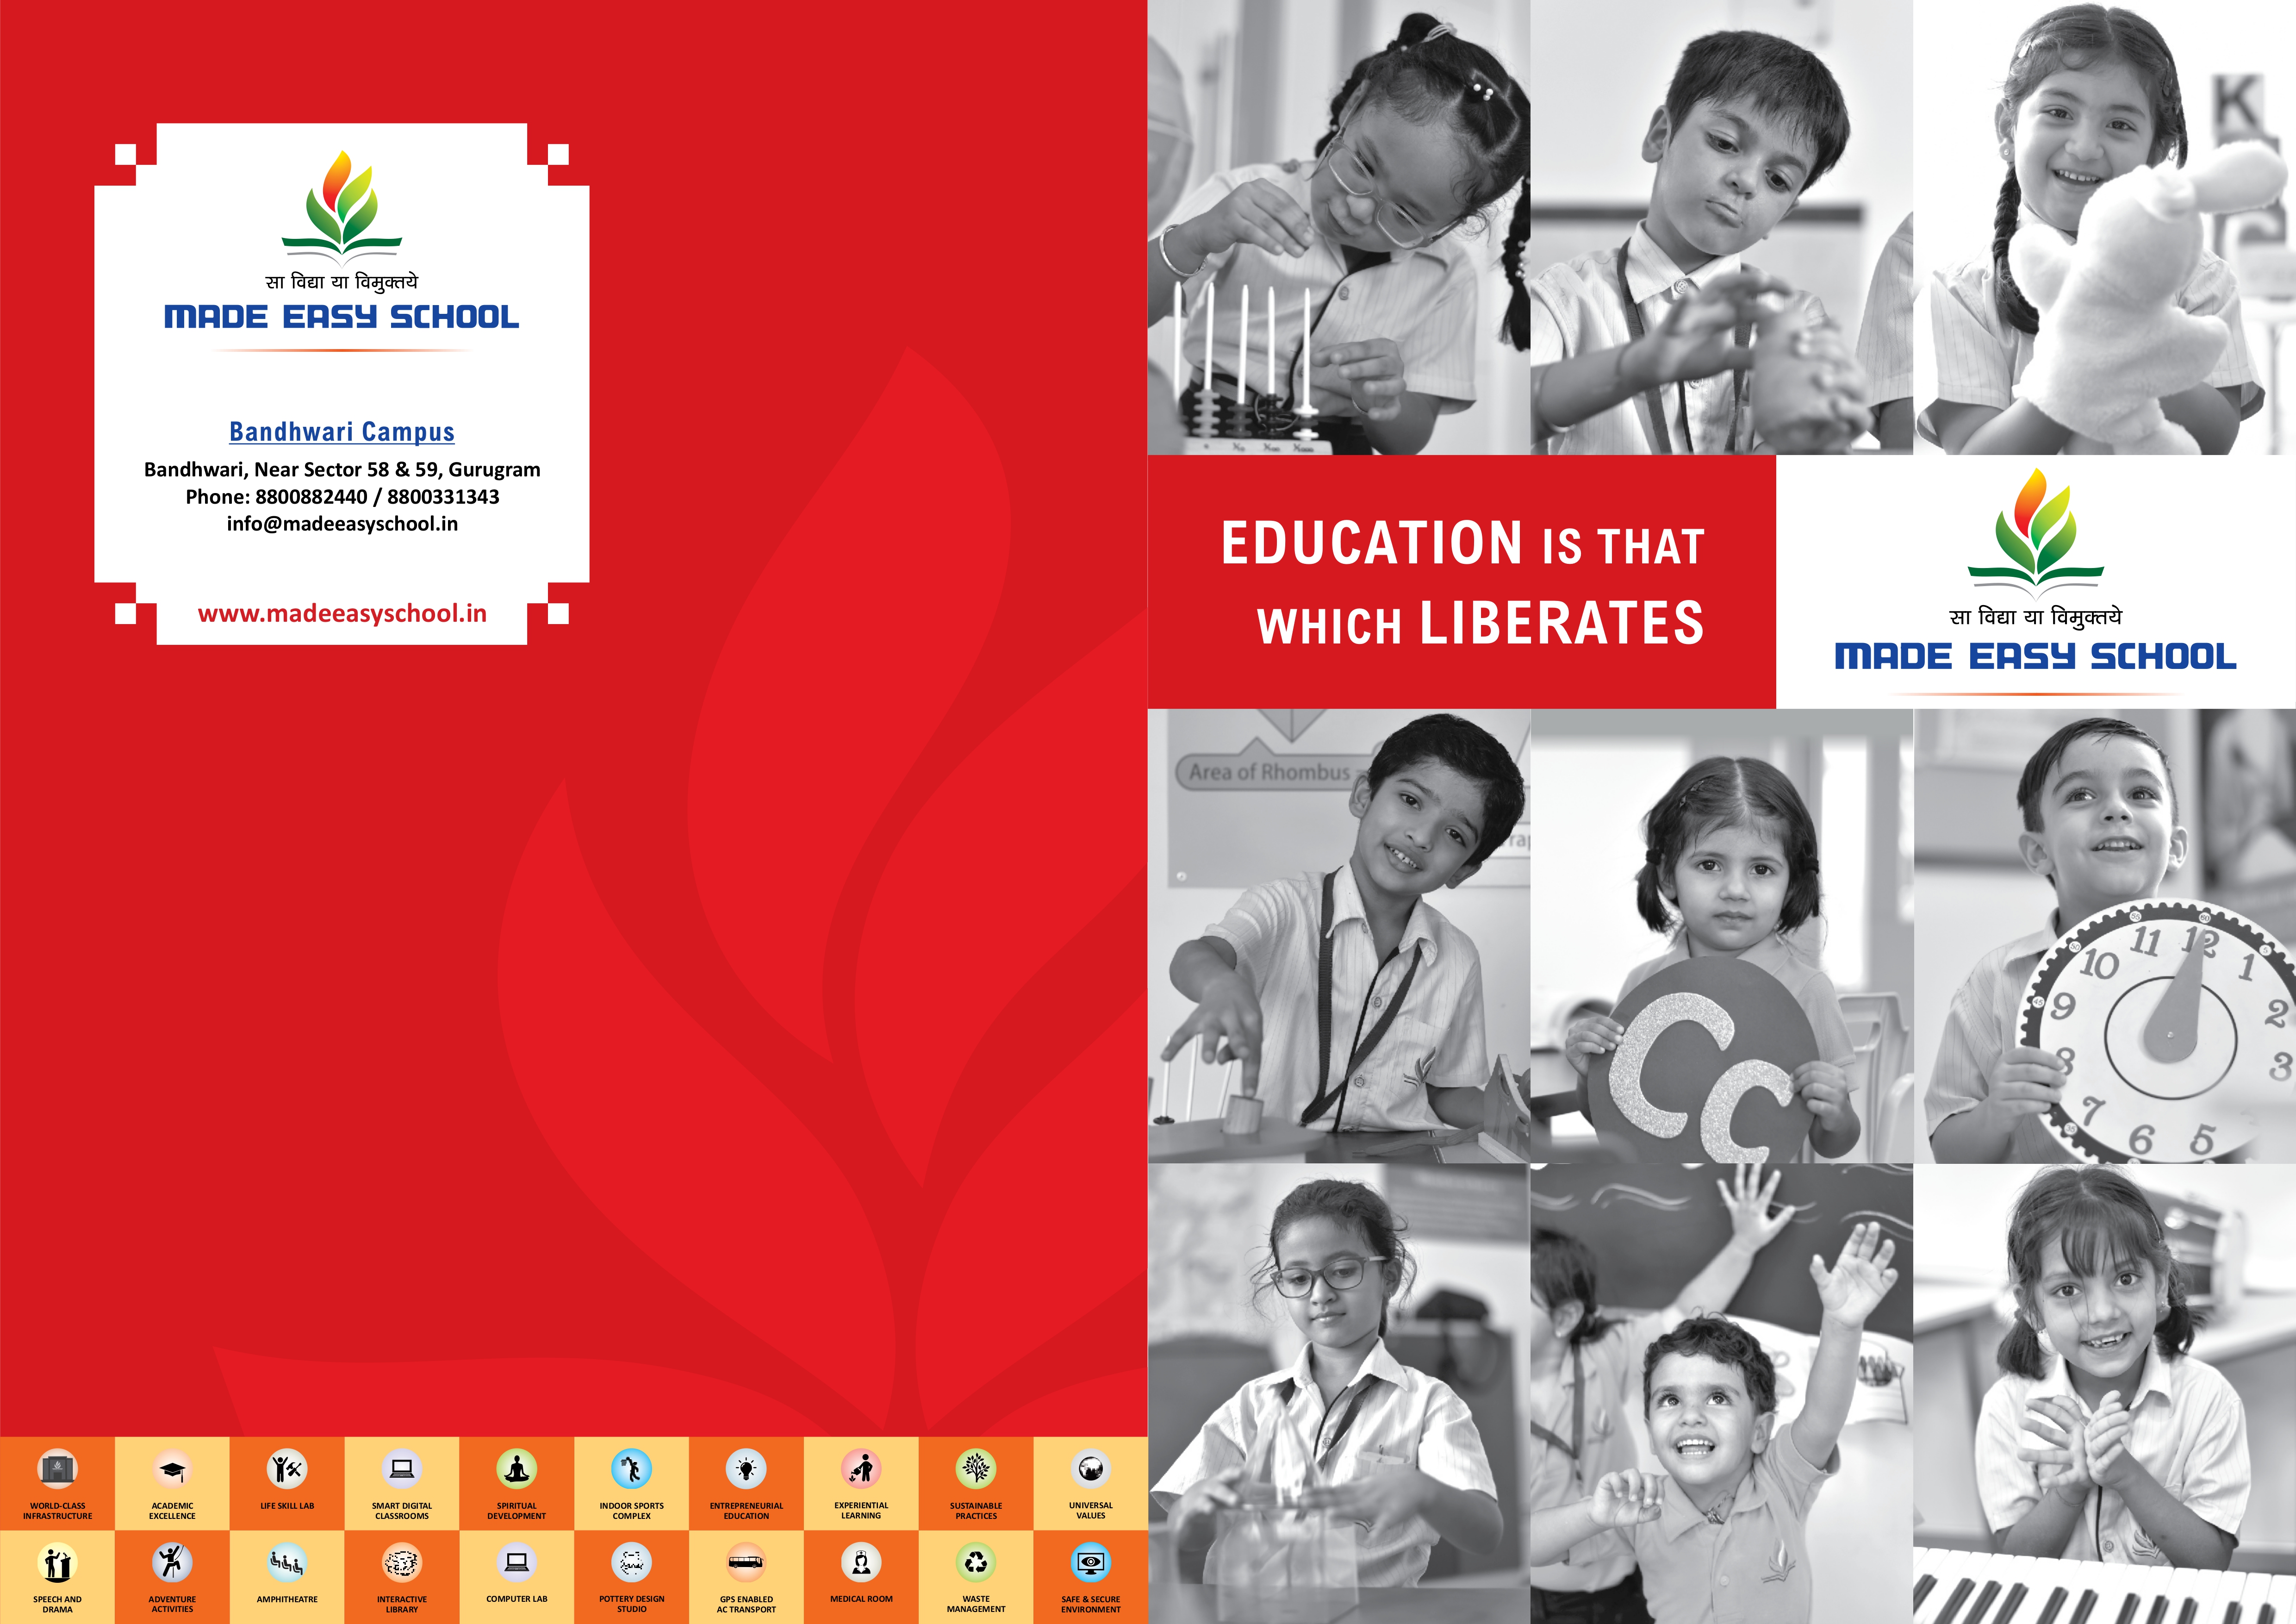 सा विद्या या विमुक्तये
MADE EASY SCHOOL
Bandhwari Campus
Bandhwari, Near Sector 58 & 59, Gurugram
Phone: 8800882440 / 8800331343
info@madeeasyschool.in
www.madeeasyschool.in
WORLD-CLASS
INFRASTRUCTURE
ACADEMIC
EXCELLENCE
LIFE SKILL LAB
SMART DIGITAL
CLASSROOMS
SPIRITUAL
DEVELOPMENT
INDOOR SPORTS
COMPLEX
ENTREPRENEURIAL
EDUCATION
EXPERIENTIAL
LEARNING
SUSTAINABLE
PRACTICES
UNIVERSAL
VALUES
SPEECH AND
DRAMA
ADVENTURE
ACTIVITIES
AMPHITHEATRE
INTERACTIVE
LIBRARY
COMPUTER LAB
POTTERY DESIGN
STUDIO
GPS ENABLED
AC TRANSPORT
MEDICAL ROOM
WASTE
MANAGEMENT
SAFE & SECURE
ENVIRONMENT
K
EDUCATION IS THAT
WHICH LIBERATES
सा विद्या या विमुक्तये
MADE EASY SCHOOL
Area of Rhombus
Cc
11 12 1
10 2
9 3
8
7 6 5